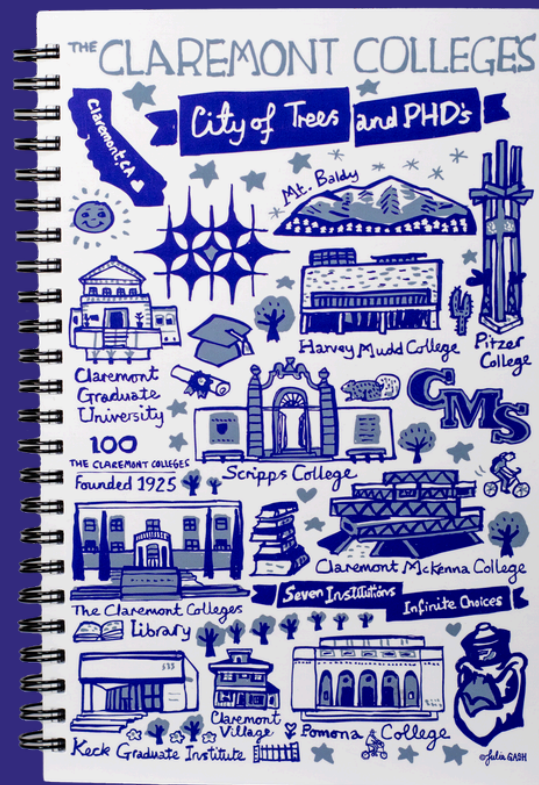 THE CLAREMONT COLLEGES
City of Trees and PHD's
Claremont, CA
Mt. Baldy
Harvey Mudd College
Pitzer
College
Claremont
Graduate
University
CMS
100
THE CLAREMONT COLLEGES
Founded 1925
Scripps College
Claremont McKenna College
Seven Institutions
Infinite Choices
The Claremont Colleges
Library
535
Claremont
Village
Pomona College
Keck Graduate Institute
©Julia GASH